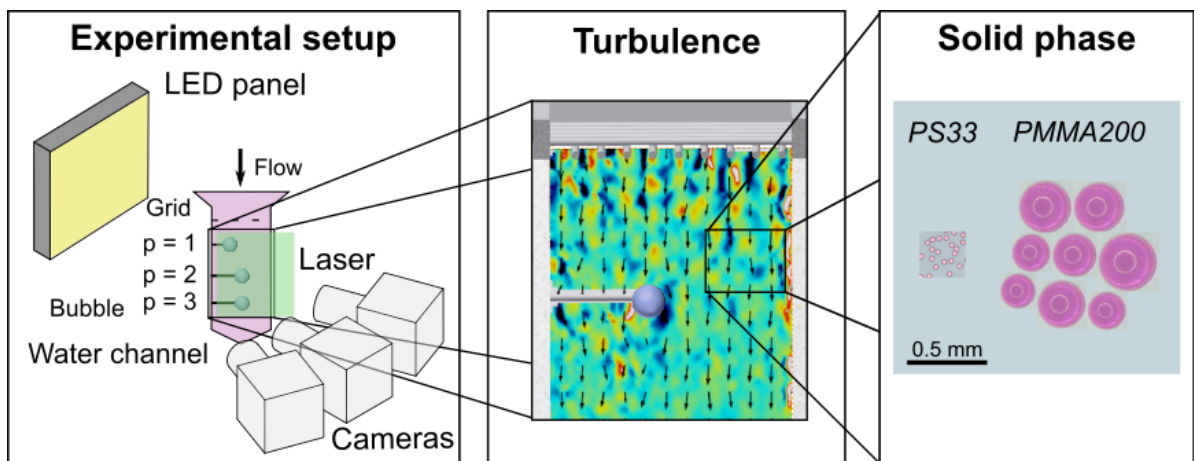 Experimental setup
LED panel
Flow
Grid
p = 1
Laser
p = 2
Bubble
p = 3
Water channel
Cameras
Turbulence
Solid phase
PS33
PMMA200
0.5 mm